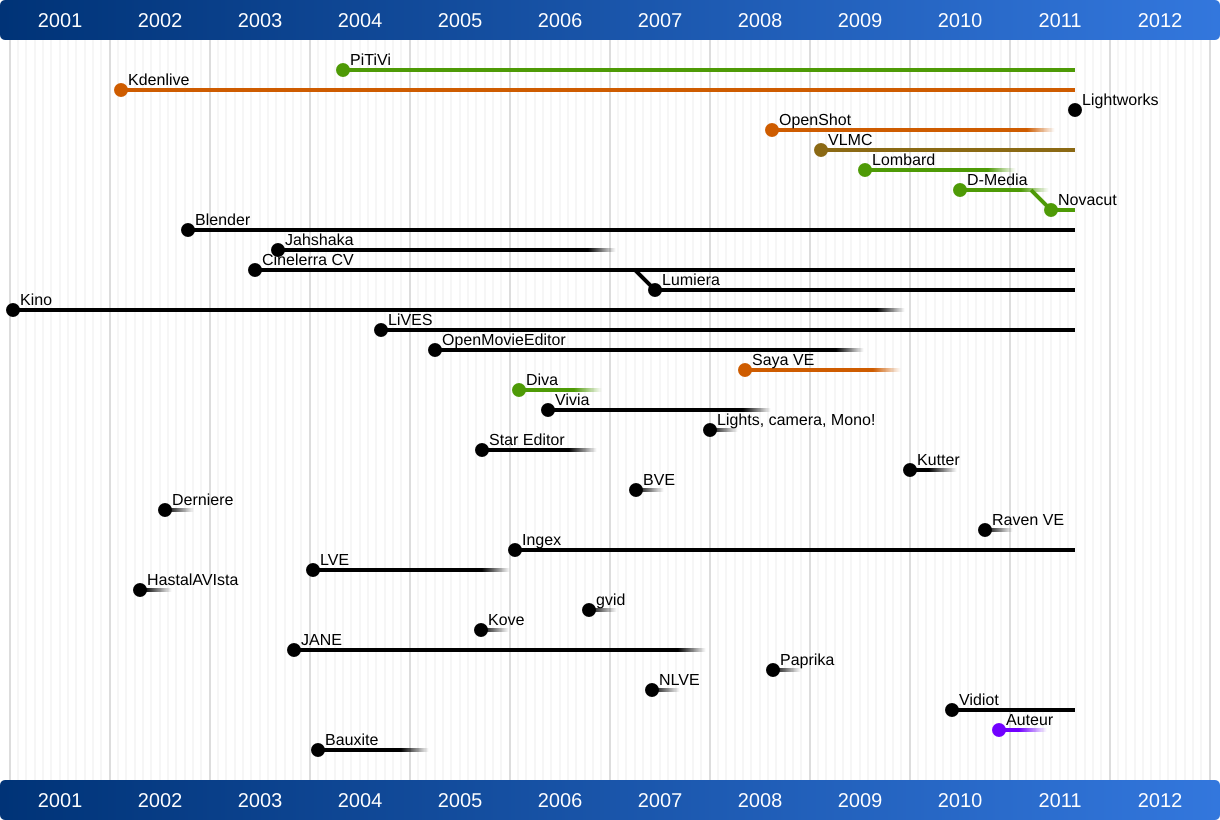 2001 2002 2003 2004 2005 2006 2007 2008 2009 2010 2011 2012
PiTiVi
Kdenlive
Lightworks
OpenShot
VLMC
Lombard
D-Media
Novacut
Blender
Jahshaka
Cinelerra CV
Lumiera
Kino
LiVES
OpenMovieEditor
Saya VE
Diva
Vivia
Lights, camera, Mono!
Star Editor
Kutter
BVE
Derniere
Raven VE
Ingex
LVE
HastalAVIsta
gvid
Kove
JANE
Paprika
NLVE
Vidiot
Auteur
Bauxite
2001 2002 2003 2004 2005 2006 2007 2008 2009 2010 2011 2012